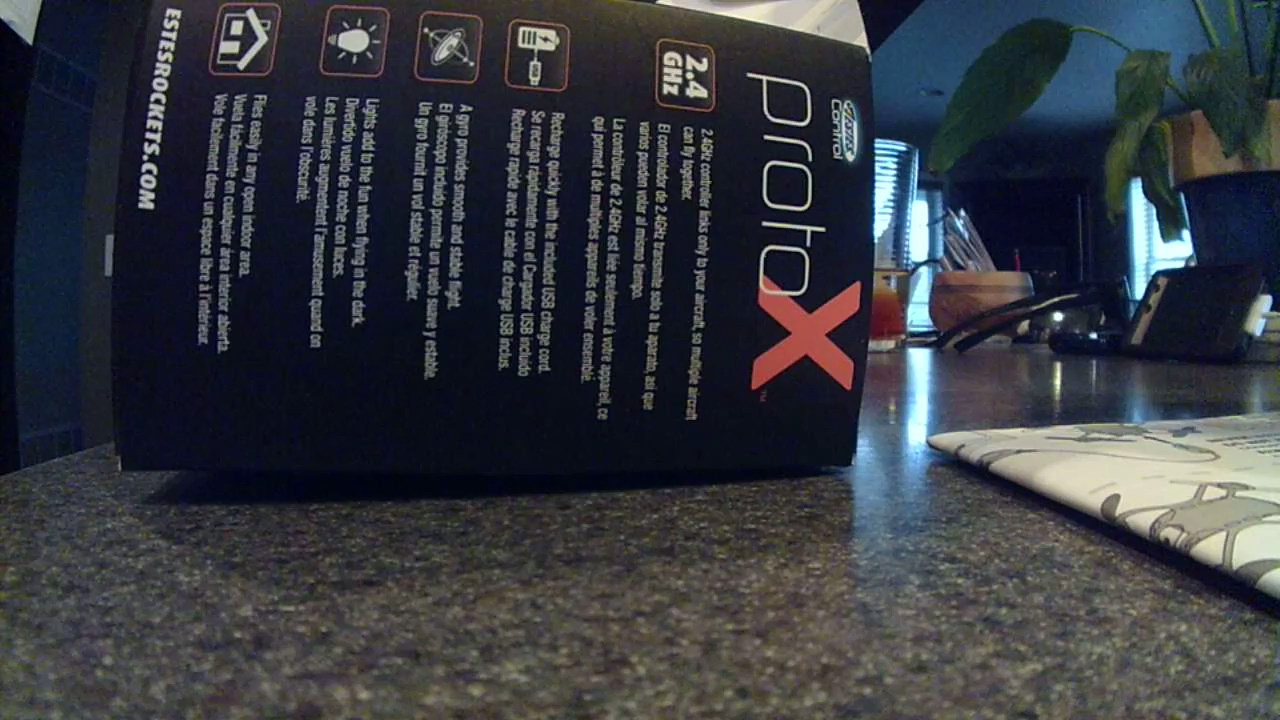 ESTES
control
protoX™
2.4
GHz
2.4GHz controller links only to your aircraft, so multiple aircraft
can fly together.
El controlador de 2.4GHz transmite solo a tu aparato, asi que
varios pueden volar al mismo tiempo.
La contrôleur de 2.4GHz est liée seulement à votre appareil, ce
qui permet à de multiples appareils de voler ensemble.
Recharge quickly with the included USB charge cord.
Se recarga rápidamente con el Cargador USB incluido
Recharge rapide avec le cable de charge USB inclus.
A gyro provides smooth and stable flight.
El giróscopo incluido permite un vuelo suave y estable.
Un gyro fournit un vol stable et régulier.
Lights add to the fun when flying in the dark.
Divertido vuelo de noche con luces.
Les lumières augmentent l'amusement quand on
vole dans l'obscurité.
Flies easily in any open indoor area.
Vuela fácilmente en cualquier área interior abierta.
Vole facilement dans un espace libre à l'intérieur.
ESTESROCKETS.COM